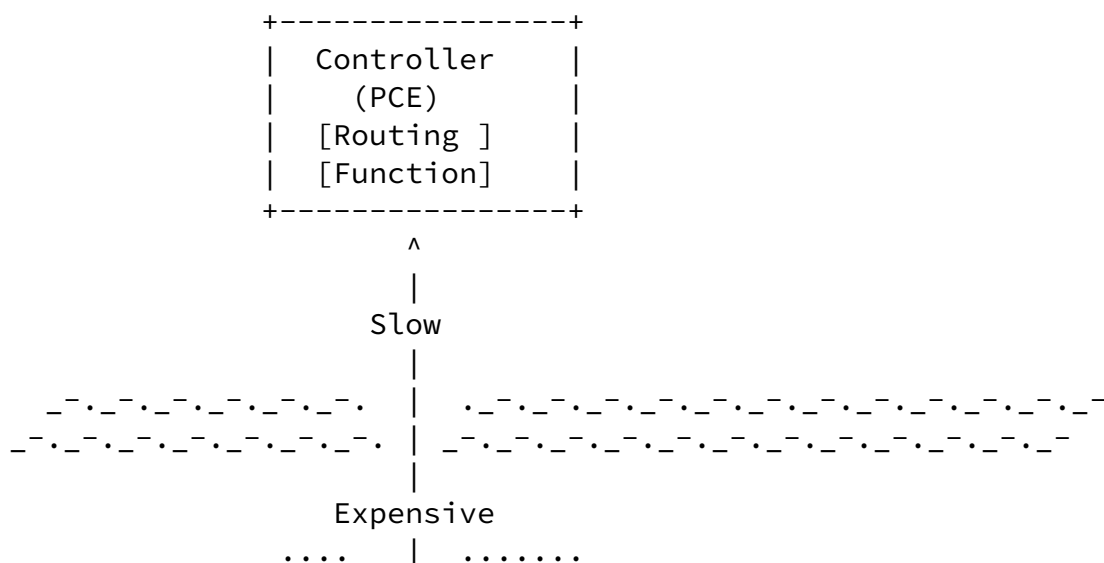 +----------------+
|  Controller    |
|    (PCE)       |
|  [Routing ]    |
|  [Function]    |
+----------------+
^
|
Slow
|
_-._-._-._-._-._-.  |  ._-._-._-._-._-._-._-._-._-._-._-
_-._-._-._-._-._-._-. | _-._-._-._-._-._-._-._-._-._-._-
|
Expensive
....   |  .......